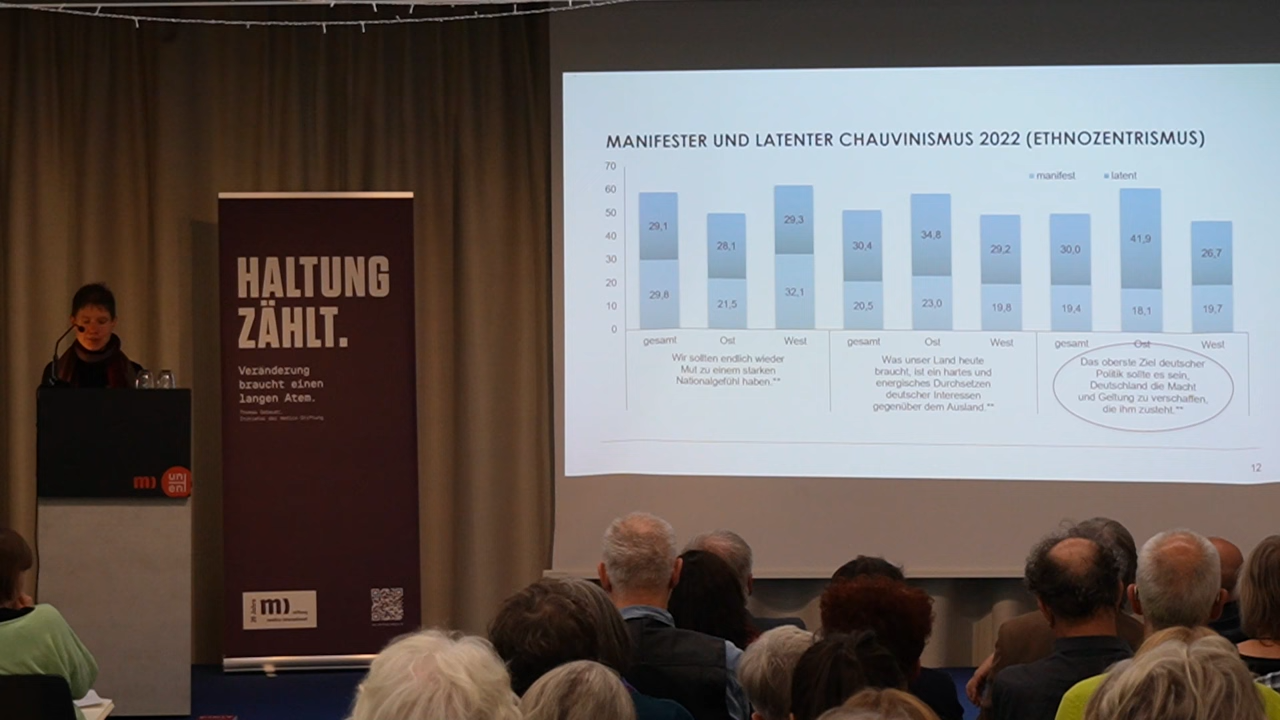 MANIFESTER UND LATENTER CHAUVINISMUS 2022 (ETHNOZENTRISMUS)
manifest latent
70
60
50
40
30
20
10
0
29,1 28,1 29,3 30,4 34,8 29,2 30,0 41,9 26,7
29,8 21,5 32,1 20,5 23,0 19,8 19,4 18,1 19,7
gesamt Ost West gesamt Ost West gesamt Ost West
Wir sollten endlich wieder
Mut zu einem starken
Nationalgefühl haben.**
Was unser Land heute
braucht, ist ein hartes und
energisches Durchsetzen
deutscher Interessen
gegenüber dem Ausland.**
Das oberste Ziel deutscher
Politik sollte es sein,
Deutschland die Macht
und Geltung zu verschaffen,
die ihm zusteht.**
12
HALTUNG
ZÄHLT.
Veränderung
braucht einen
langen Atem.
Thomas Gebauer,
m)
stiftung
medico international
m)